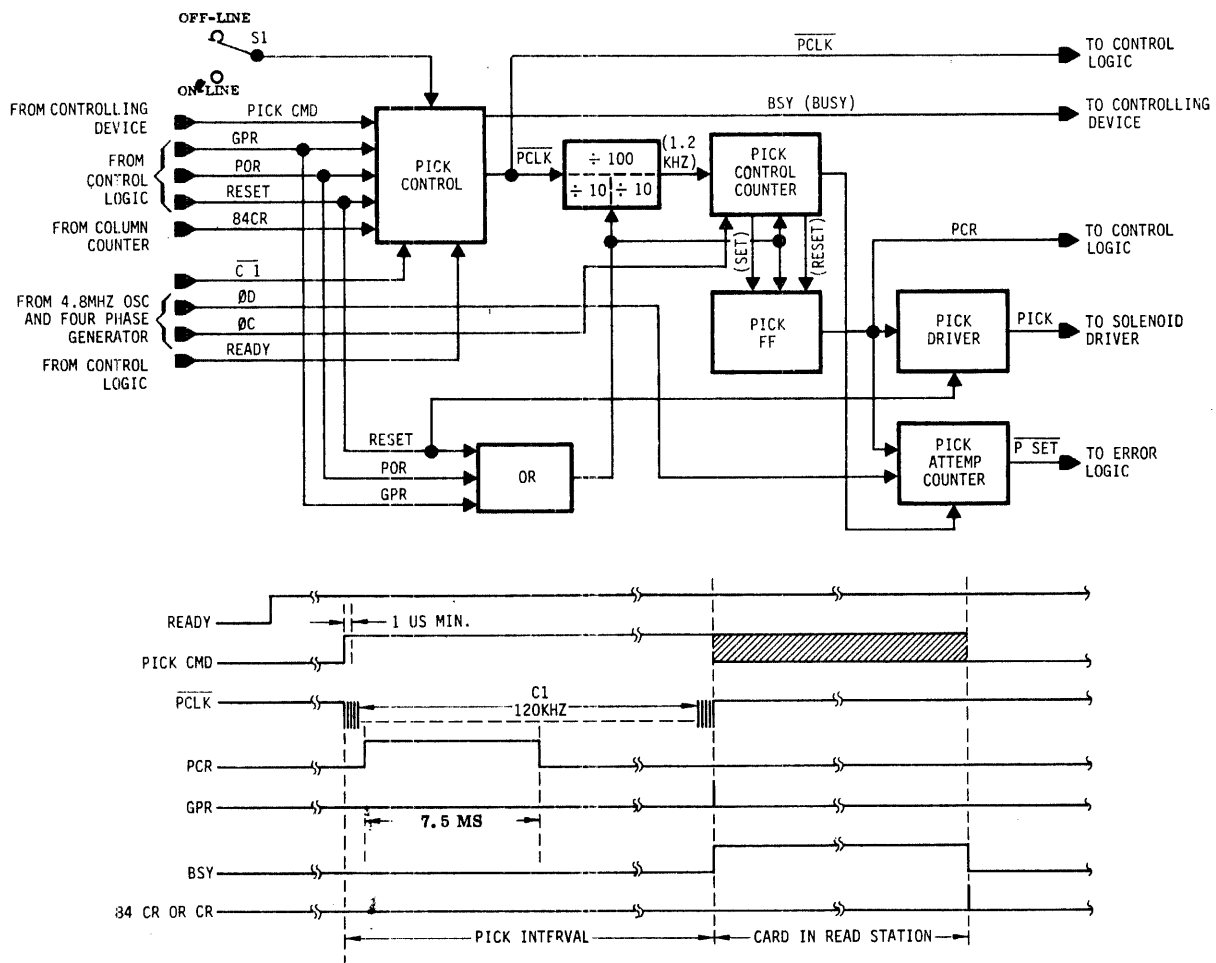 OFF-LINE
S1
ON-LINE
PCLK
TO CONTROL
LOGIC
FROM CONTROLLING
DEVICE
PICK CMD
BSY (BUSY)
TO CONTROLLING
DEVICE
FROM
CONTROL
LOGIC
GPR
POR
RESET
FROM COLUMN
COUNTER
84CR
PICK
CONTROL
PCLK
÷ 100
÷ 10 ÷ 10
(1.2
KHZ)
PICK
CONTROL
COUNTER
(SET)
(RESET)
PCR
TO CONTROL
LOGIC
C 1
FROM 4.8MHZ OSC
AND FOUR PHASE
GENERATOR
ØD
ØC
READY
FROM CONTROL
LOGIC
PICK
FF
PICK
DRIVER
PICK
TO SOLENOID
DRIVER
RESET
POR
GPR
OR
PICK
ATTEMP
COUNTER
P SET
TO ERROR
LOGIC
READY
1 US MIN.
PICK CMD
PCLK
C1
120KHZ
PCR
GPR
7.5 MS
BSY
84 CR OR CR
PICK INTERVAL
CARD IN READ STATION